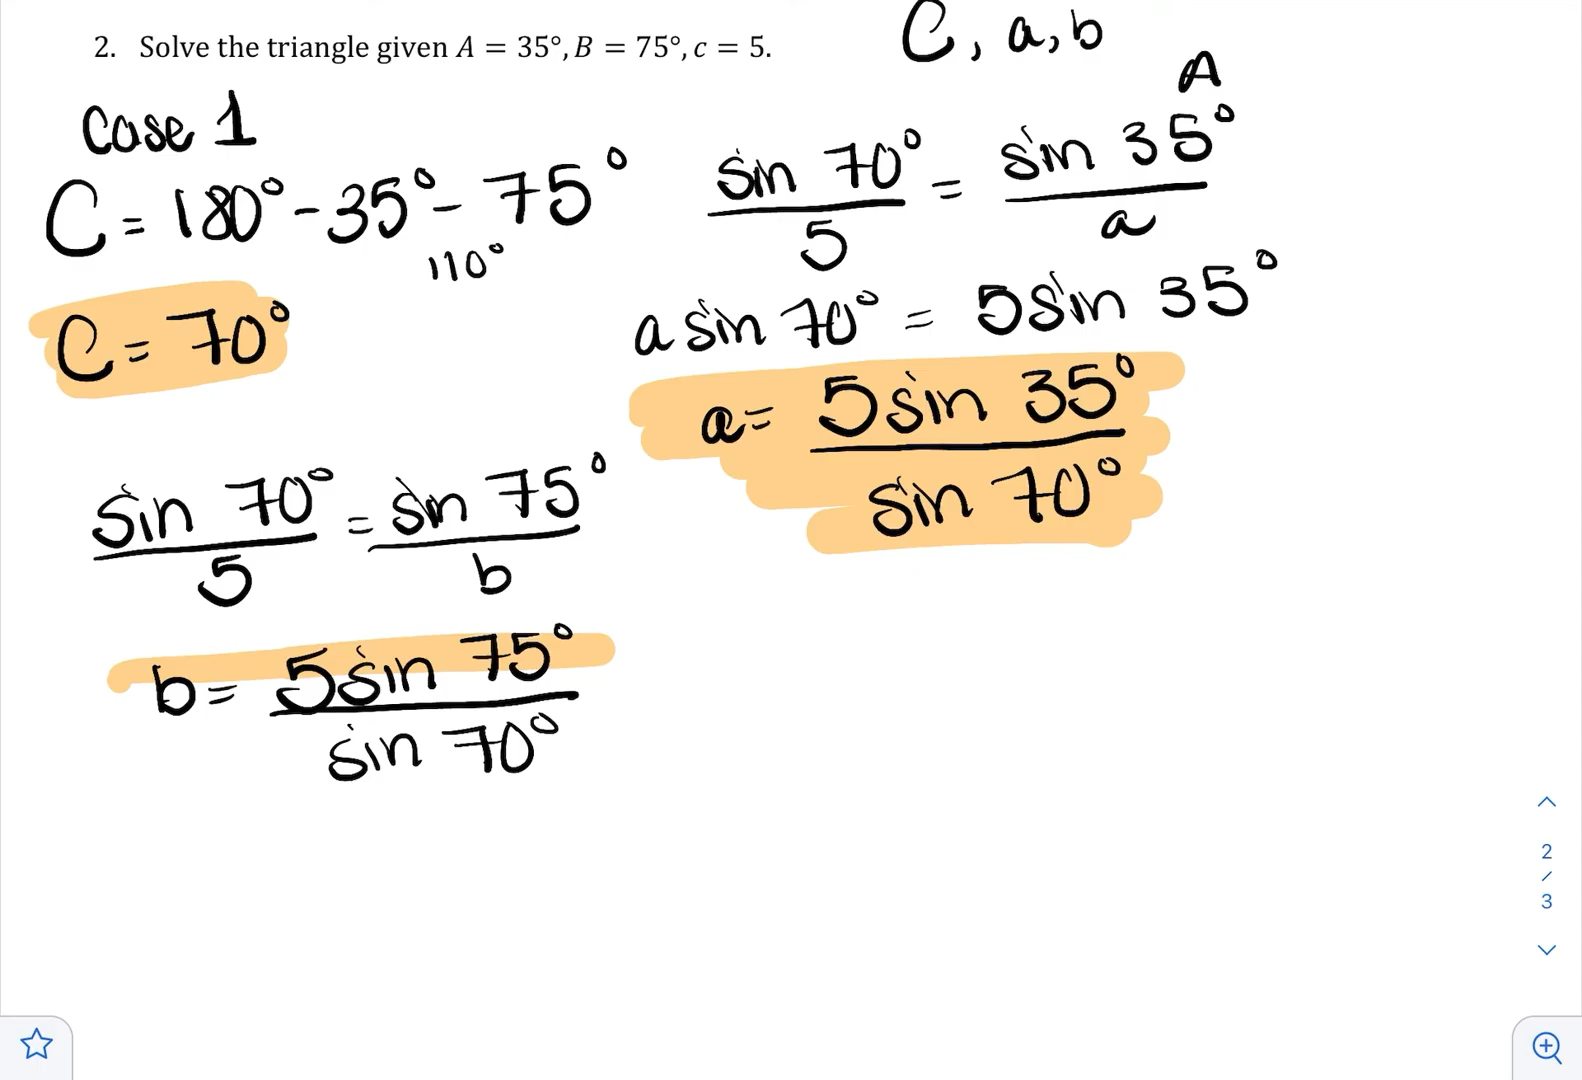 2. Solve the triangle given A = 35°, B = 75°, c = 5.
C, a, b
Case 1
C = 180° - 35° - 75°
110°
C = 70°
A
sin 70° / 5 = sin 35° / a
a sin 70° = 5 sin 35°
a = 5 sin 35° / sin 70°
sin 70° / 5 = sin 75° / b
b = 5 sin 75° / sin 70°
2
/
3